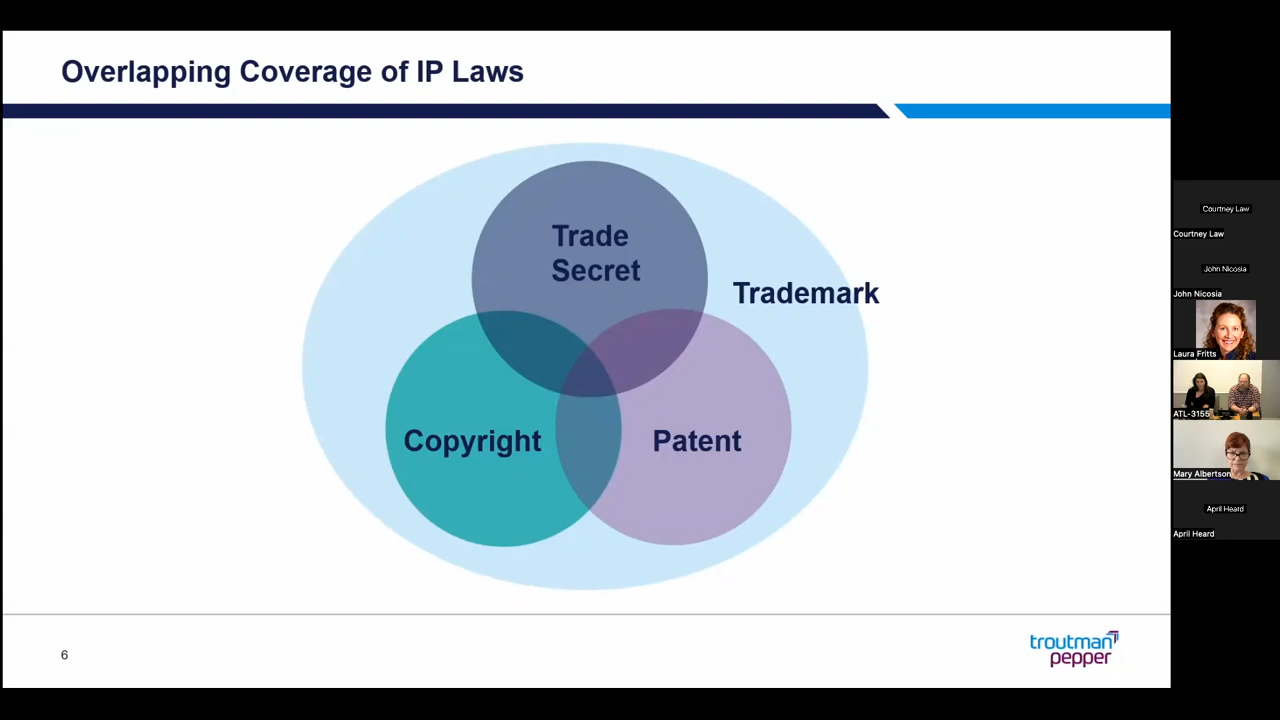 Overlapping Coverage of IP Laws
Trade
Secret
Trademark
Copyright
Patent
6
troutman
pepper
Courtney Law
Courtney Law
John Nicosia
John Nicosia
Laura Fritts
ATL-3155
Mary Albertson
April Heard
April Heard